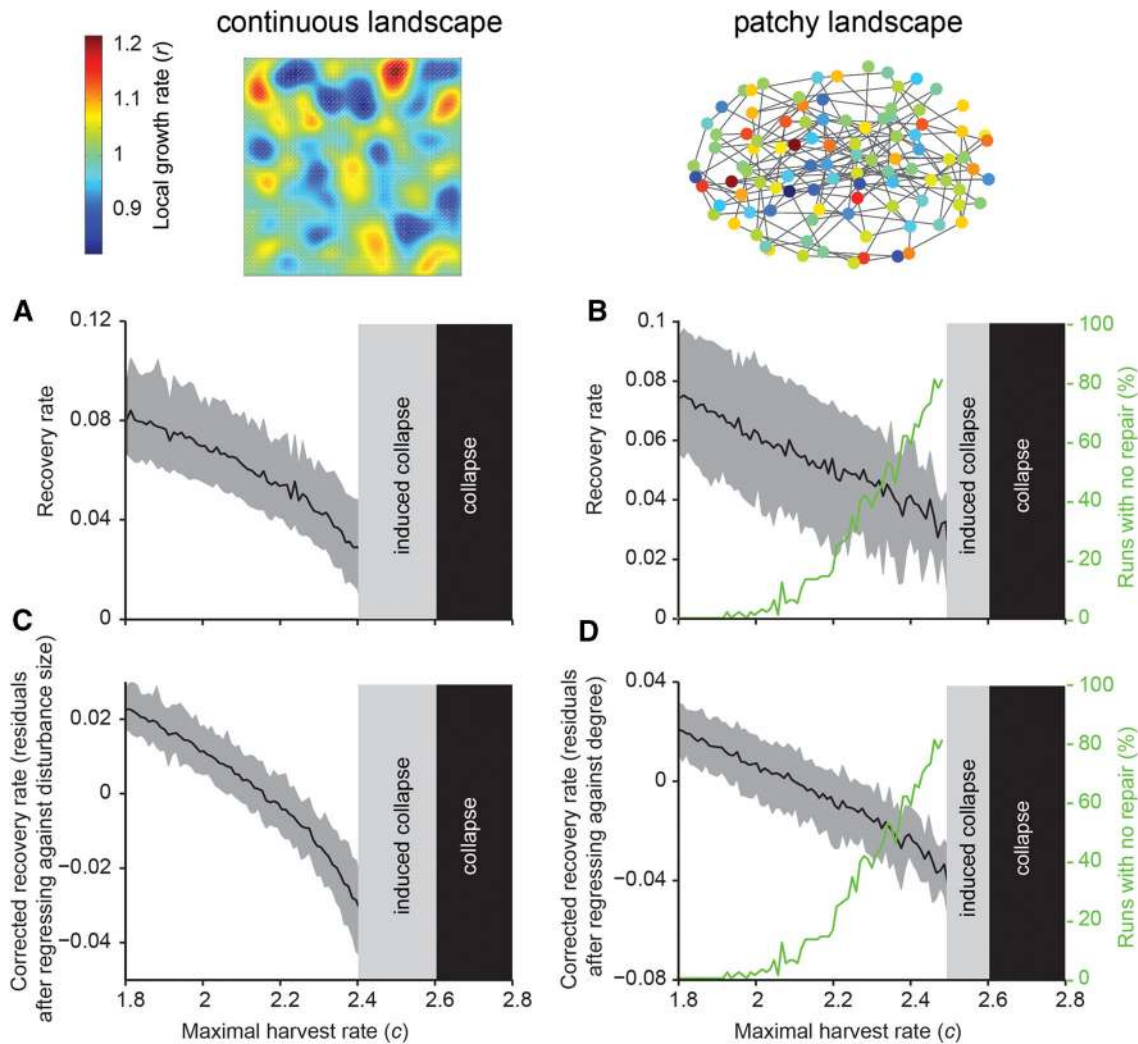 continuous landscape
patchy landscape
Local growth rate (r)
1.2
1.1
1
0.9
A
Recovery rate
0.12
0.08
0.04
0
induced collapse
collapse
B
Recovery rate
0.1
0.08
0.06
0.04
0.02
0
induced collapse
collapse
100
80
60
40
20
0
Runs with no repair (%)
C
Corrected recovery rate (residuals
after regressing against disturbance size)
0.02
0
−0.02
−0.04
induced collapse
collapse
1.8
2
2.2
2.4
2.6
2.8
Maximal harvest rate (c)
D
Corrected recovery rate (residuals
after regressing against degree)
0.04
0
−0.04
−0.08
induced collapse
collapse
100
80
60
40
20
0
Runs with no repair (%)
1.8
2
2.2
2.4
2.6
2.8
Maximal harvest rate (c)